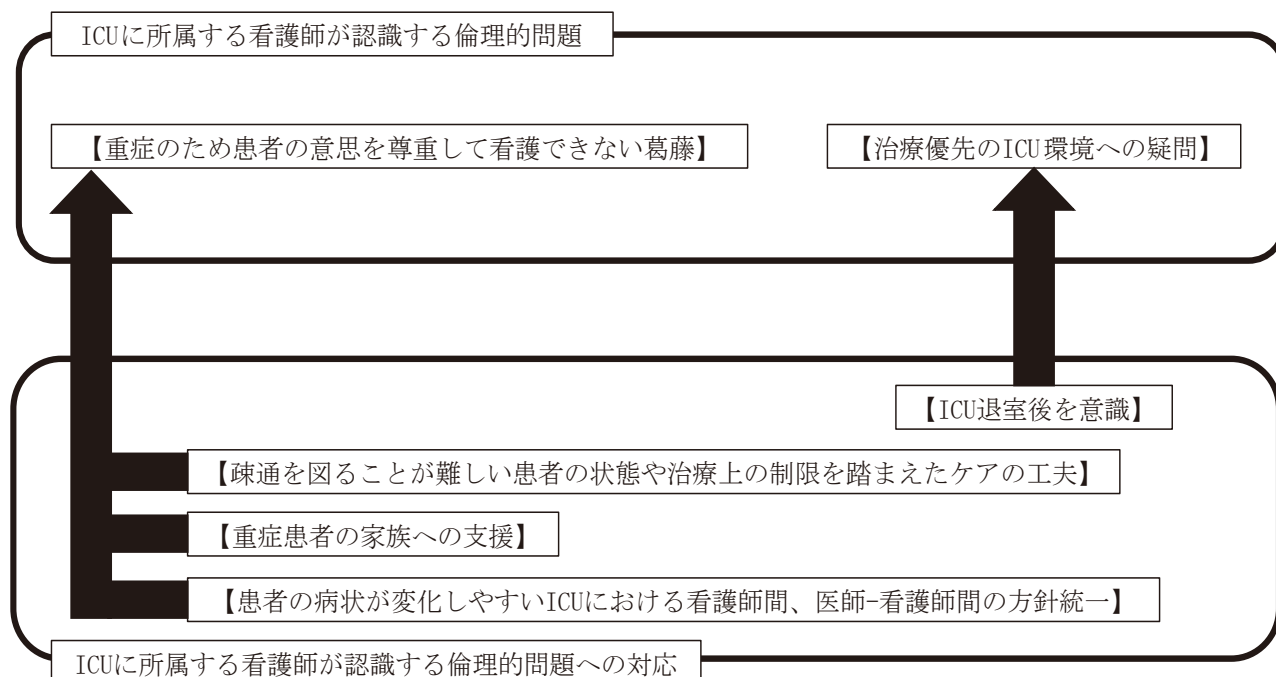 ICUに所属する看護師が認識する倫理的問題
【重症のため患者の意思を尊重して看護できない葛藤】
【治療優先のICU環境への疑問】
【ICU退室後を意識】
【疎通を図ることが難しい患者の状態や治療上の制限を踏まえたケアの工夫】
【重症患者の家族への支援】
【患者の病状が変化しやすいICUにおける看護師間、医師-看護師間の方針統一】
ICUに所属する看護師が認識する倫理的問題への対応